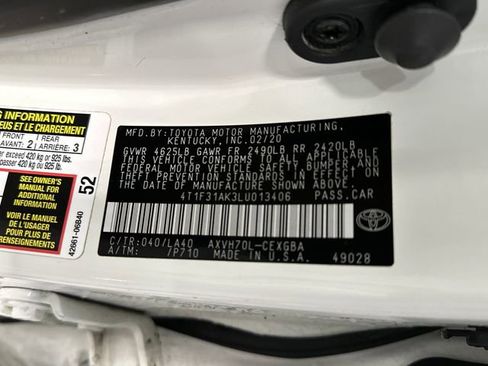 MFD.BY:TOYOTA MOTOR MANUFACTURING,
KENTUCKY,INC.02/20
GVWR 4625LB GAWR FR 2490LB RR 2420LB
THIS VEHICLE CONFORMS TO ALL APPLICABLE
FEDERAL MOTOR VEHICLE SAFETY, BUMPER, AND
THEFT PREVENTION STANDARDS IN EFFECT ON
THE DATE OF MANUFACTURE SHOWN ABOVE.
4T1F31AK3LU013406 PASS.CAR
C/TR:040/LA40 AXVH70L-CEXGBA
A/TM: /P710 MADE IN U.S.A. 49028
TOYOTA
INFORMATION
EUS ET LE CHARGEMENT
FRONT
AVANT: 2
REAR
ARRIÈRE: 3
er exceed 420 kg or 925 lbs.
passer 420 kg ou 925 lb.
SEE OWNER'S
MANUAL FOR
ADDITIONAL
INFORMATION
Voir le MANUEL
de L'USAGER
pour plus de
Renseignements
52
42661-06840